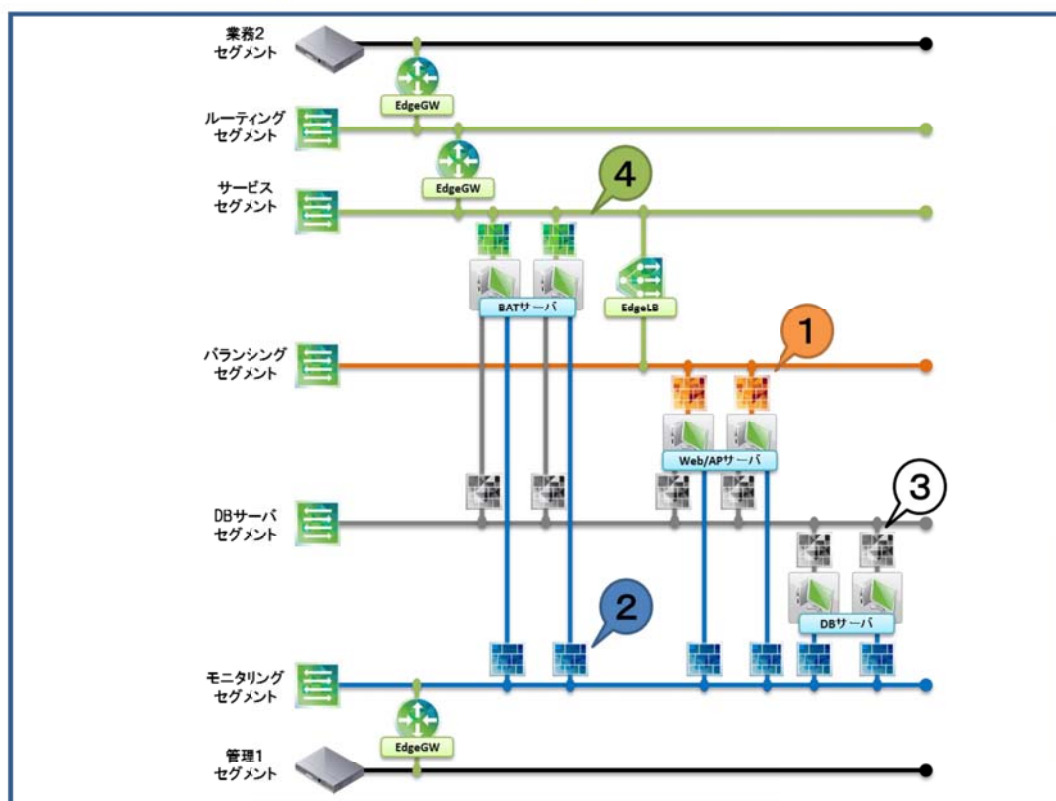 業務2
セグメント
EdgeGW
ルーティング
セグメント
EdgeGW
サービス
セグメント
4
BATサーバ
EdgeLB
バランシング
セグメント
1
Web/APサーバ
DBサーバ
セグメント
3
DBサーバ
2
モニタリング
セグメント
EdgeGW
管理1
セグメント